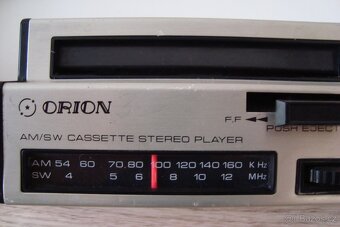 ORION
F.F ◄◄
PUSH EJECT
AM/SW CASSETTE STEREO PLAYER
AM 54 60 70 80 100 120 140 160 KHz
SW 4 5 6 8 10 12 MHz